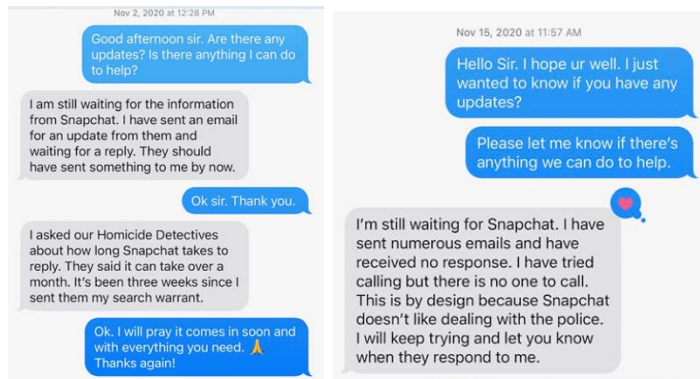 Nov 2, 2020 at 12:28 PM
Good afternoon sir. Are there any
updates? Is there anything I can do
to help?
I am still waiting for the information
from Snapchat. I have sent an email
for an update from them and
waiting for a reply. They should
have sent something to me by now.
Ok sir. Thank you.
I asked our Homicide Detectives
about how long Snapchat takes to
reply. They said it can take over a
month. It's been three weeks since I
sent them my search warrant.
Ok. I will pray it comes in soon and
with everything you need. 🙏
Thanks again!
Nov 15, 2020 at 11:57 AM
Hello Sir. I hope ur well. I just
wanted to know if you have any
updates?
Please let me know if there's
anything we can do to help.
I'm still waiting for Snapchat. I have
sent numerous emails and have
received no response. I have tried
calling but there is no one to call.
This is by design because Snapchat
doesn't like dealing with the police.
I will keep trying and let you know
when they respond to me.